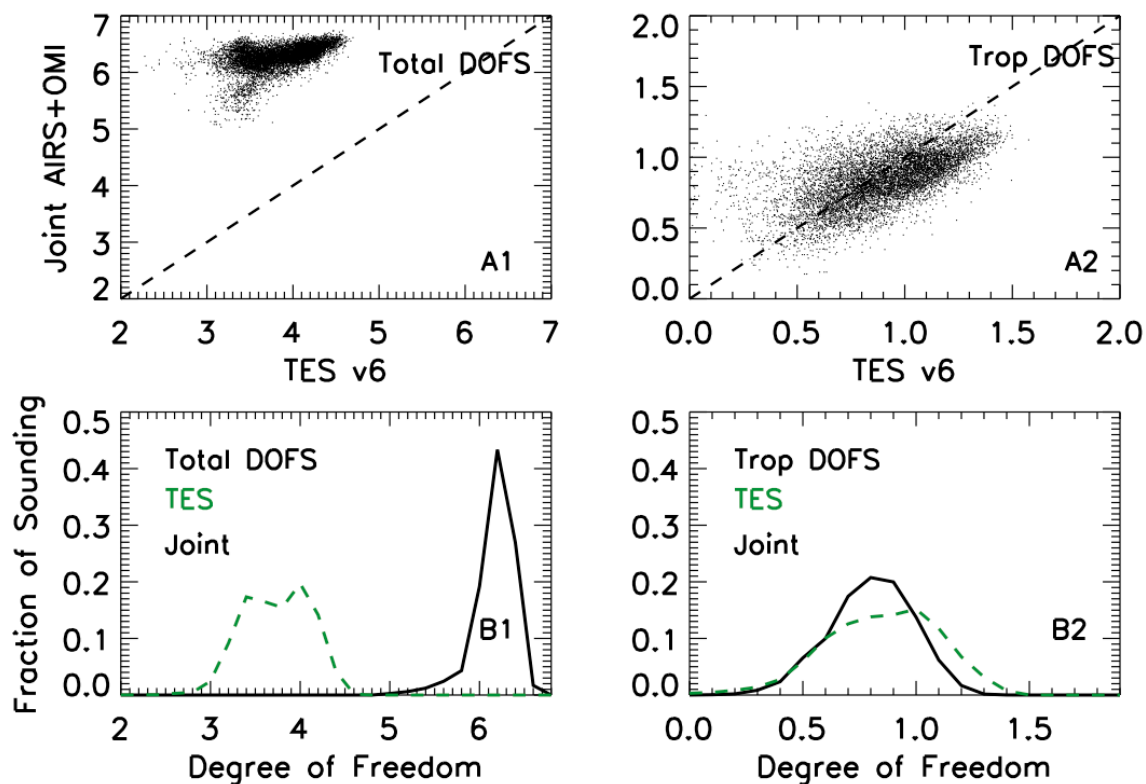 Joint AIRS+OMI
7
6
5
4
3
2
Total DOFS
A1
2 3 4 5 6 7
TES v6
2.0
1.5
1.0
0.5
0.0
Trop DOFS
A2
0.0 0.5 1.0 1.5 2.0
TES v6
Fraction of Sounding
0.5
0.4
0.3
0.2
0.1
0.0
Total DOFS
TES
Joint
B1
2 3 4 5 6
Degree of Freedom
0.5
0.4
0.3
0.2
0.1
0.0
Trop DOFS
TES
Joint
B2
0.0 0.5 1.0 1.5
Degree of Freedom